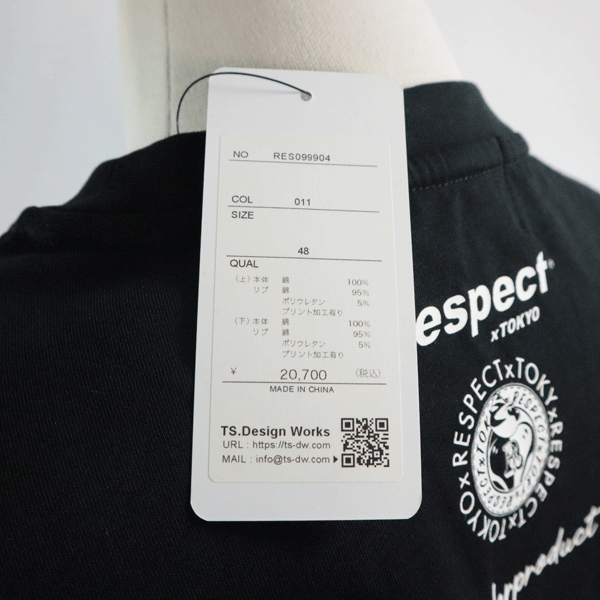 NO RES099904
COL 011
SIZE
48
QUAL
(上) 本体 綿 100%
リブ 綿 95%
ポリウレタン 5%
プリント加工有り
(下) 本体 綿 100%
リブ 綿 95%
ポリウレタン 5%
プリント加工有り
¥ 20,700 (税込)
MADE IN CHINA
TS.Design Works
URL : https://ts-dw.com
MAIL : info@ts-dw.com
espect
xTOKYO
RESPECTxTOKYOxRESPECTxTOKYOx